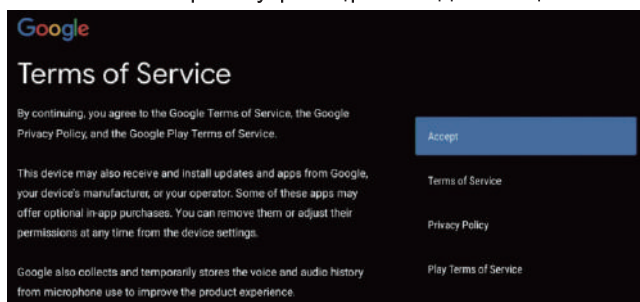 Google
Terms of Service
By continuing, you agree to the Google Terms of Service, the Google
Privacy Policy, and the Google Play Terms of Service.
This device may also receive and install updates and apps from Google,
your device's manufacturer, or your operator. Some of these apps may
offer optional in-app purchases. You can remove them or adjust their
permissions at any time from the device settings.
Google also collects and temporarily stores the voice and audio history
from microphone use to improve the product experience.
Accept
Terms of Service
Privacy Policy
Play Terms of Service